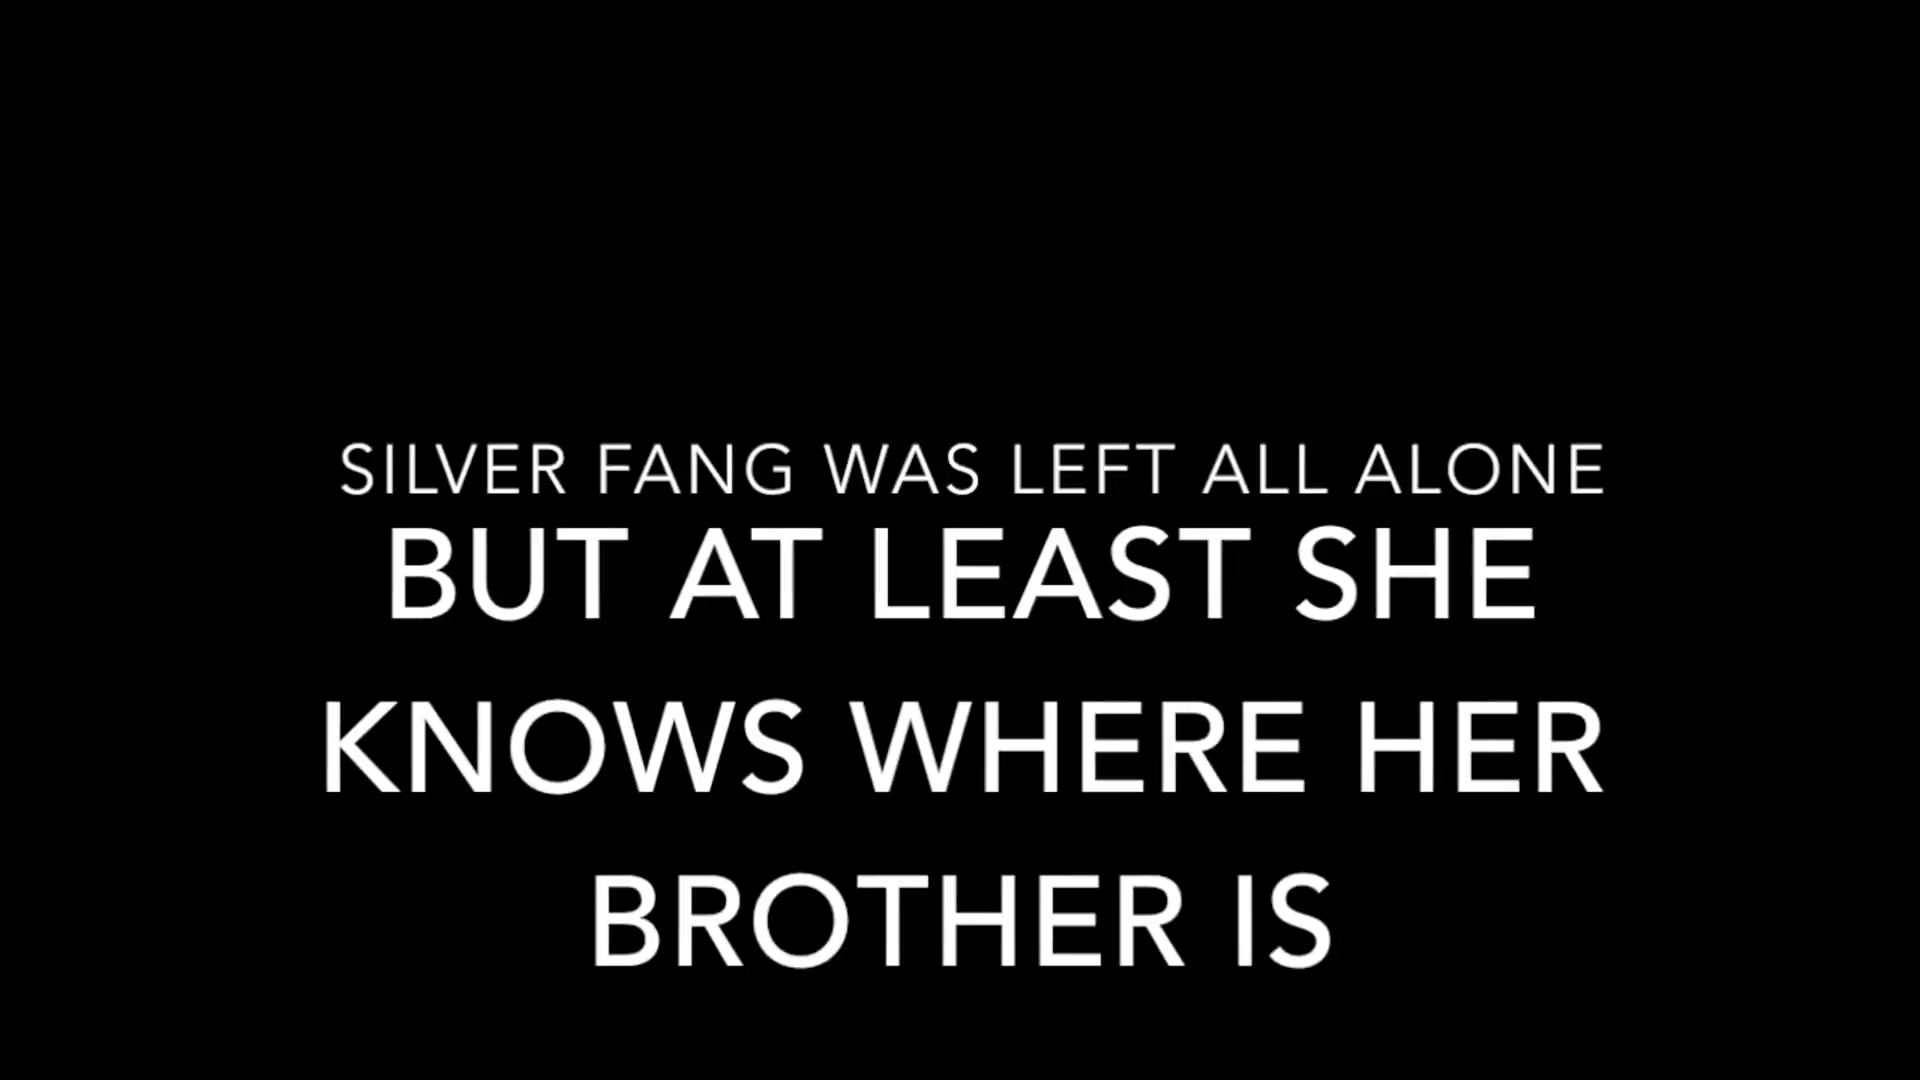 SILVER FANG WAS LEFT ALL ALONE
BUT AT LEAST SHE
KNOWS WHERE HER
BROTHER IS